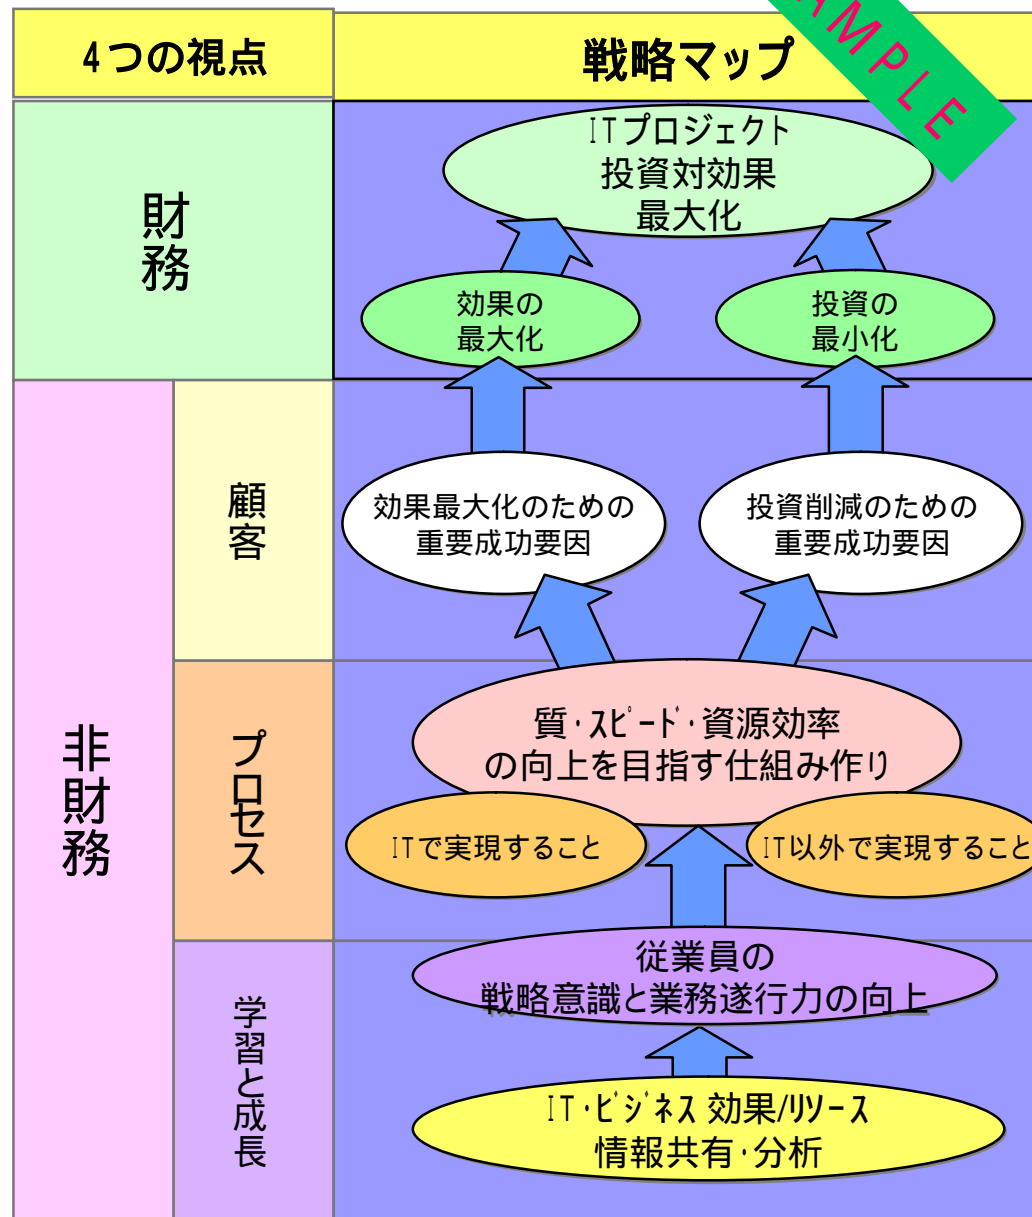 4つの視点
戦略マップ
AMPLE
財務
ITプロジェクト
投資対効果
最大化
効果の
最大化
投資の
最小化
非財務
顧客
効果最大化のための
重要成功要因
投資削減のための
重要成功要因
プロセス
質・スピード・資源効率
の向上を目指す仕組み作り
ITで実現すること
IT以外で実現すること
学習と成長
従業員の
戦略意識と業務遂行力の向上
IT・ビジネス 効果/リソース
情報共有・分析